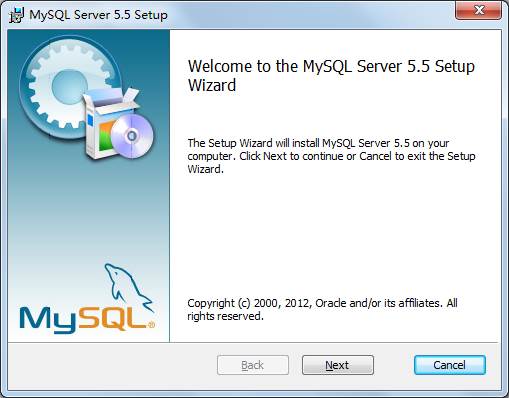 MySQL Server 5.5 Setup
Welcome to the MySQL Server 5.5 Setup
Wizard
The Setup Wizard will install MySQL Server 5.5 on your
computer. Click Next to continue or Cancel to exit the Setup
Wizard.
MySQL®
Copyright (c) 2000, 2012, Oracle and/or its affiliates. All
rights reserved.
Back
Next
Cancel